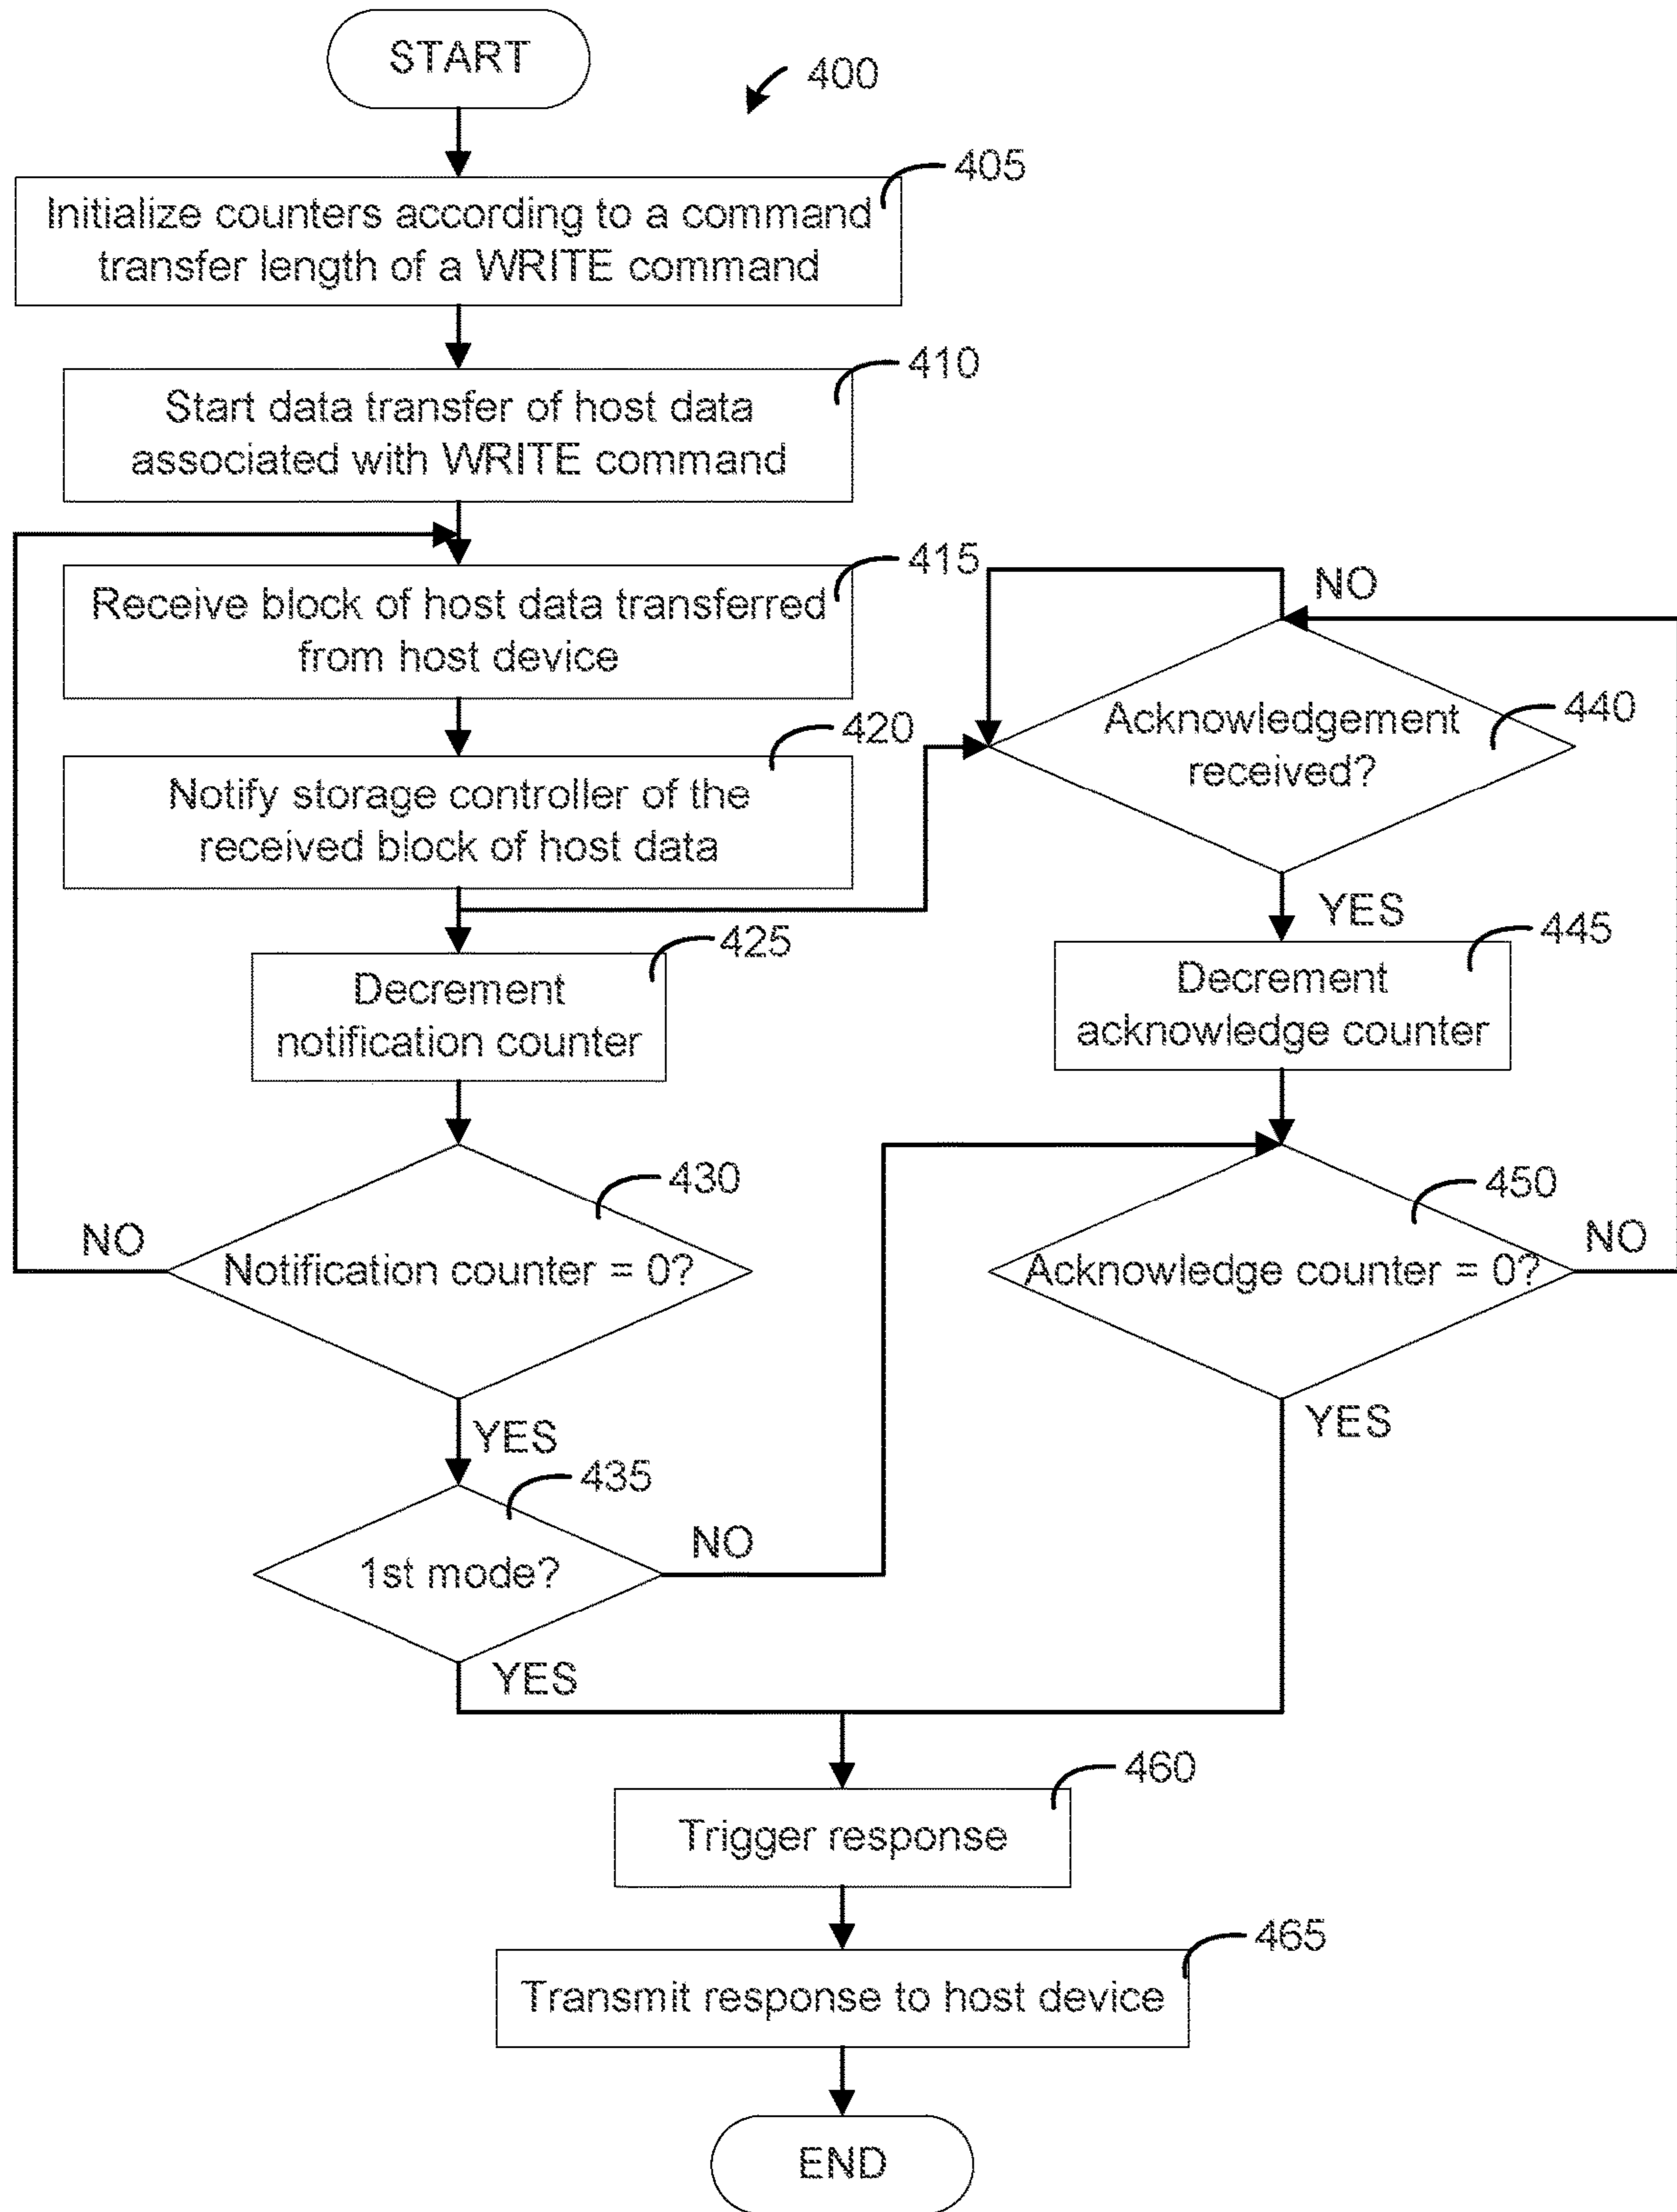 START
400
405
Initialize counters according to a command
transfer length of a WRITE command
410
Start data transfer of host data
associated with WRITE command
415
Receive block of host data transferred
from host device
420
Notify storage controller of the
received block of host data
425
Decrement
notification counter
430
NO
Notification counter = 0?
YES
435
1st mode?
NO
YES
NO
440
Acknowledgement
received?
YES
445
Decrement
acknowledge counter
450
Acknowledge counter = 0?
NO
YES
460
Trigger response
465
Transmit response to host device
END